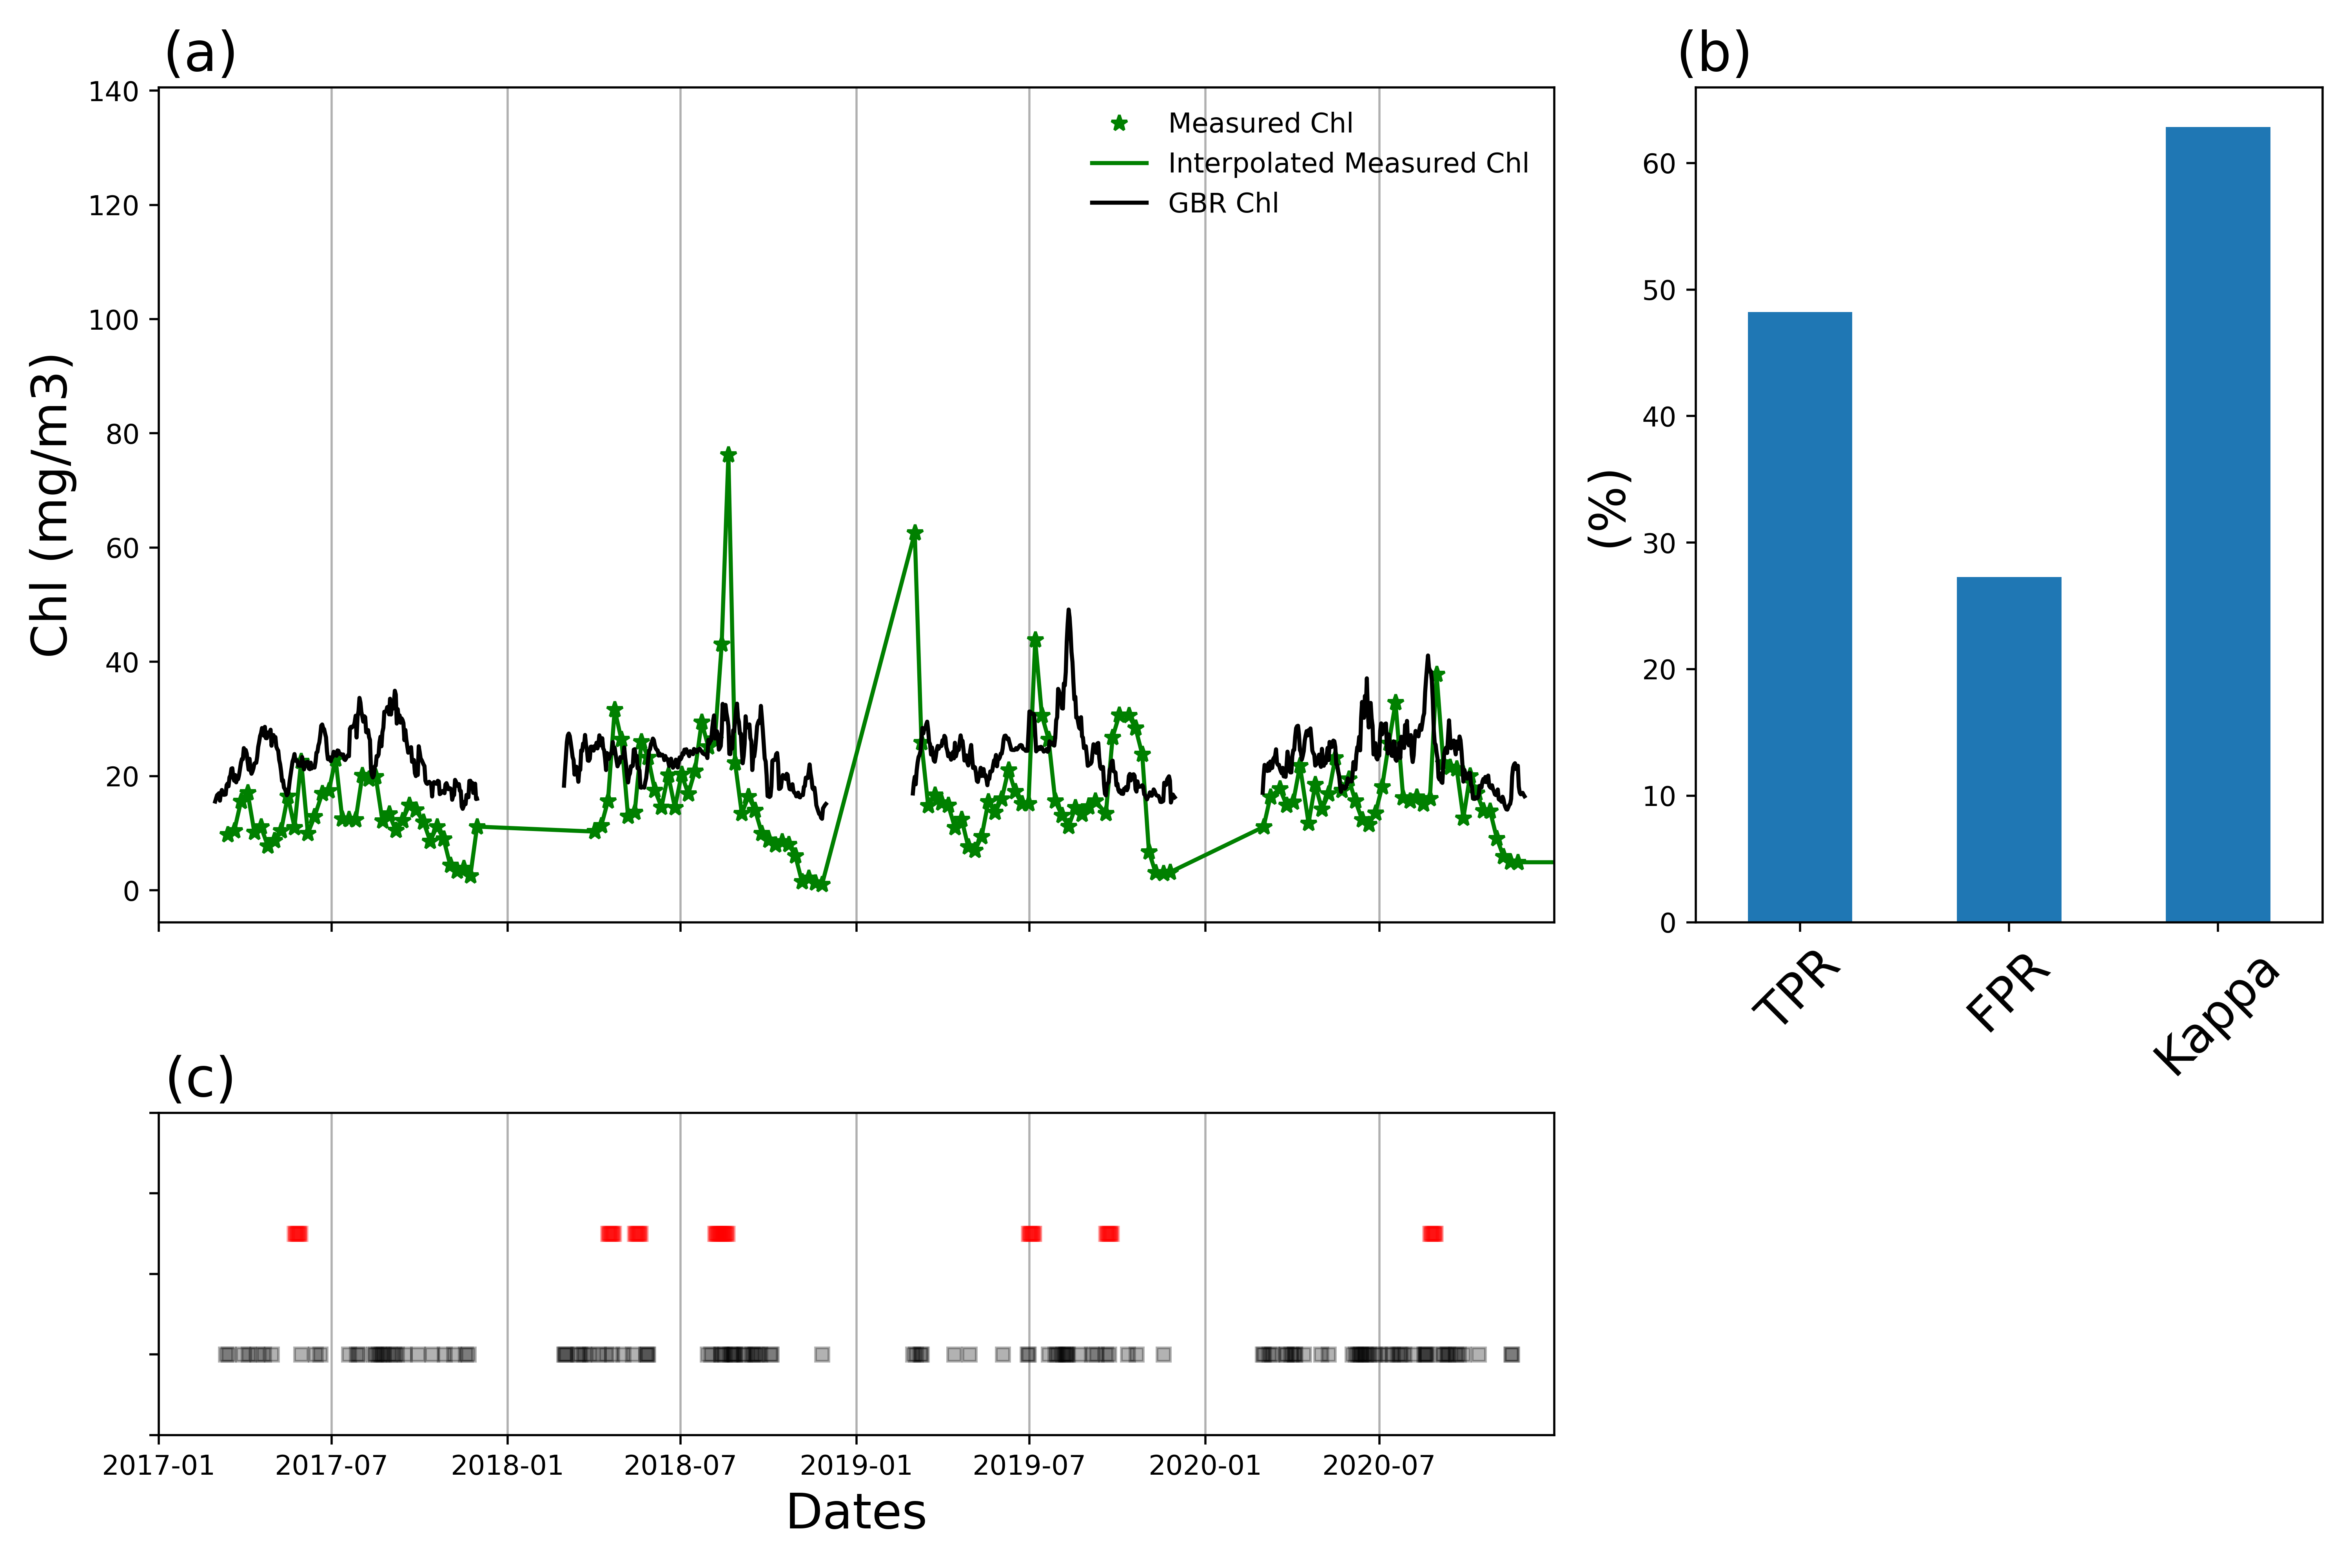 (a)
140
120
100
80
60
40
20
0
Chl (mg/m3)
Measured Chl
Interpolated Measured Chl
GBR Chl
(b)
60
50
40
30
20
10
0
(%)
TPR
FPR
Kappa
(c)
2017-01
2017-07
2018-01
2018-07
2019-01
2019-07
2020-01
2020-07
Dates